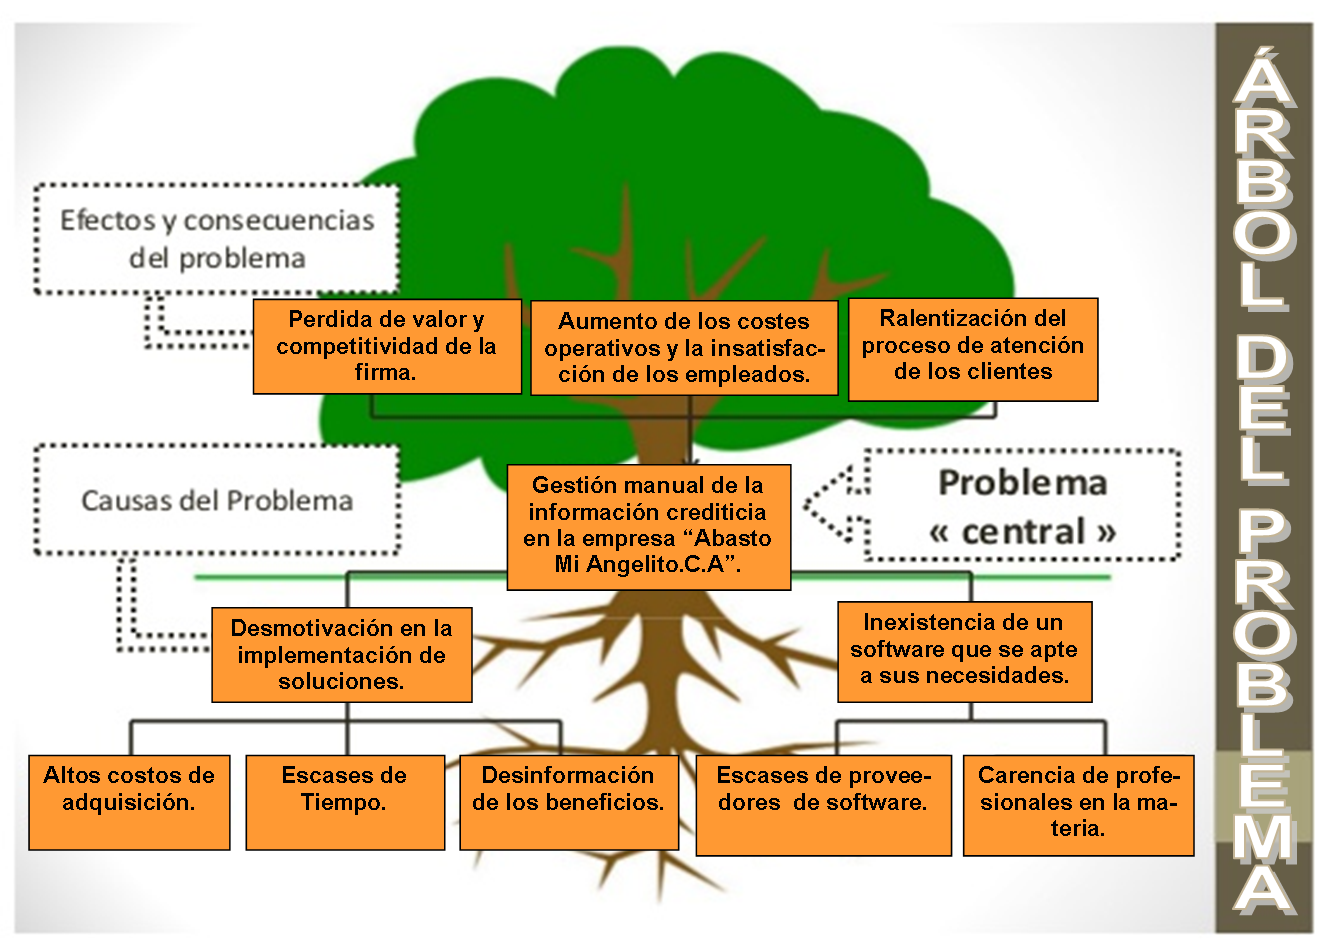 ÁRBOL DEL PROBLEMA
Efectos y consecuencias
del problema
Perdida de valor y
competitividad de la
firma.
Aumento de los costes
operativos y la insatisfac-
ción de los empleados.
Ralentización del
proceso de atención
de los clientes
Causas del Problema
Gestión manual de la
información crediticia
en la empresa “Abasto
Mi Angelito.C.A”.
Problema
« central »
Desmotivación en la
implementación de
soluciones.
Inexistencia de un
software que se apte
a sus necesidades.
Altos costos de
adquisición.
Escases de
Tiempo.
Desinformación
de los beneficios.
Escases de provee-
dores de software.
Carencia de profe-
sionales en la ma-
teria.